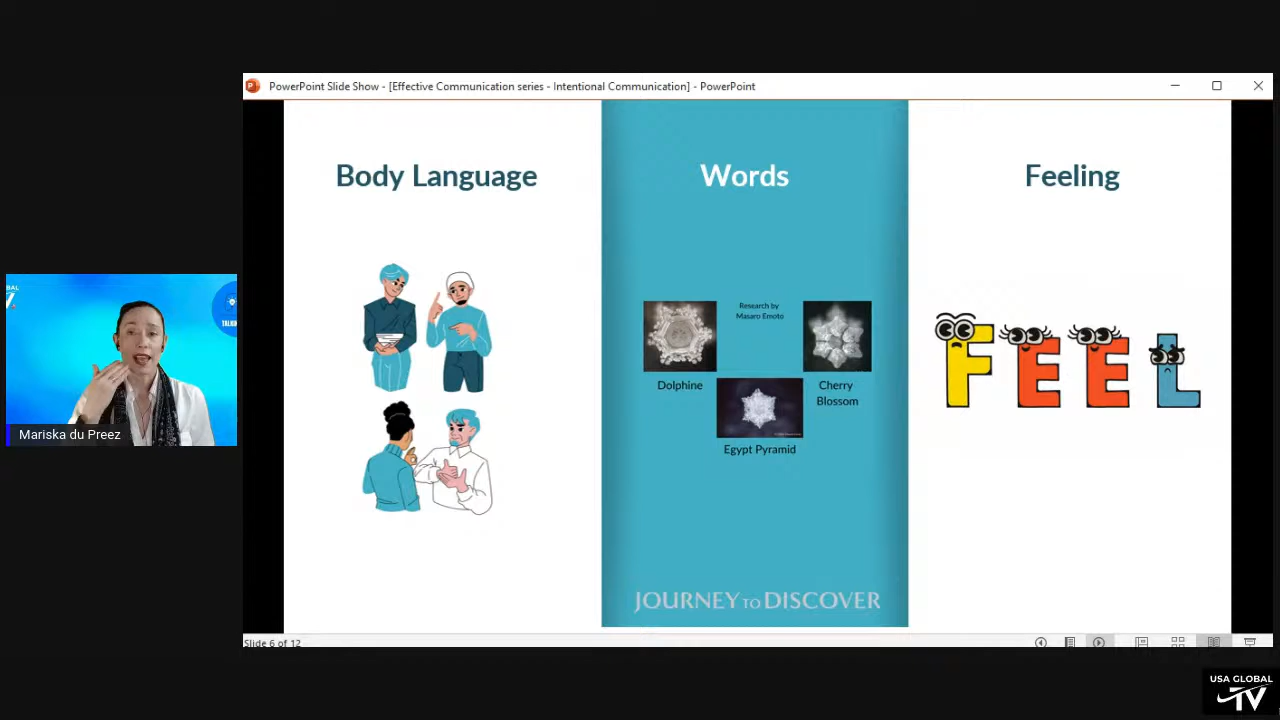 PowerPoint Slide Show - [Effective Communication series - Intentional Communication] - PowerPoint
Body Language
Words
Feeling
Research by
Masaro Emoto
Dolphine
Cherry
Blossom
Egypt Pyramid
FEEL
JOURNEY TO DISCOVER
Slide 6 of 12
Mariska du Preez
USA GLOBAL
TV